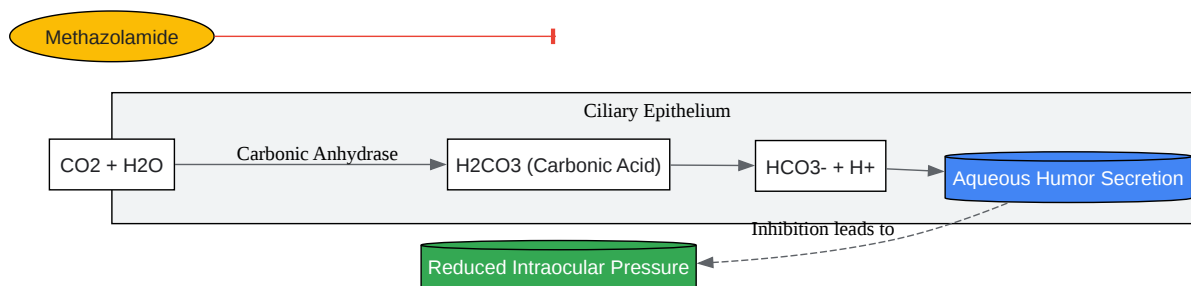 Methazolamide
Ciliary Epithelium
CO2 + H2O
Carbonic Anhydrase
H2CO3 (Carbonic Acid)
HCO3- + H+
Aqueous Humor Secretion
Inhibition leads to
Reduced Intraocular Pressure